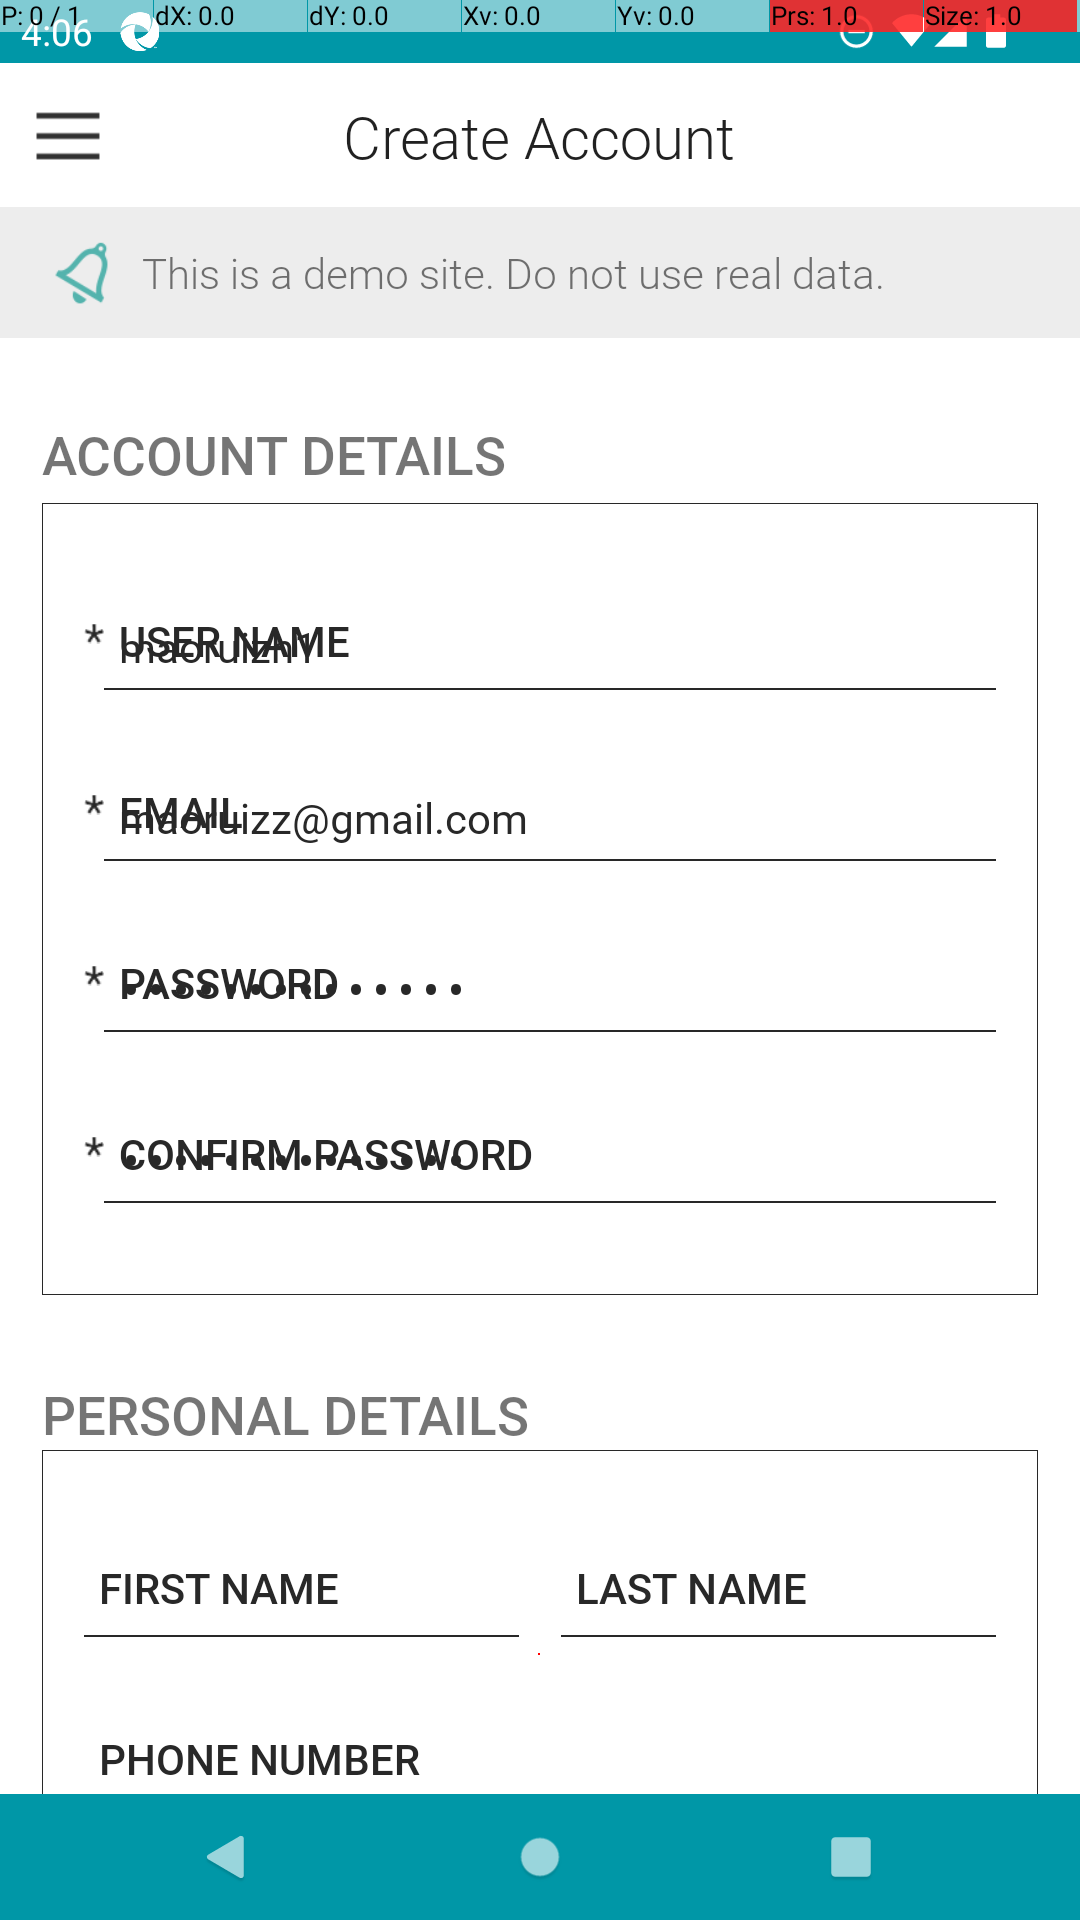 P: 0 / 1 dX: 0.0 dY: 0.0 Xv: 0.0 Yv: 0.0 Prs: 1.0 Size: 1.0
4:06
Create Account
This is a demo site. Do not use real data.
ACCOUNT DETAILS
* USER NAME
maoruizh1
* EMAIL
maoruizz@gmail.com
* PASSWORD
* CONFIRM PASSWORD
PERSONAL DETAILS
FIRST NAME LAST NAME
PHONE NUMBER